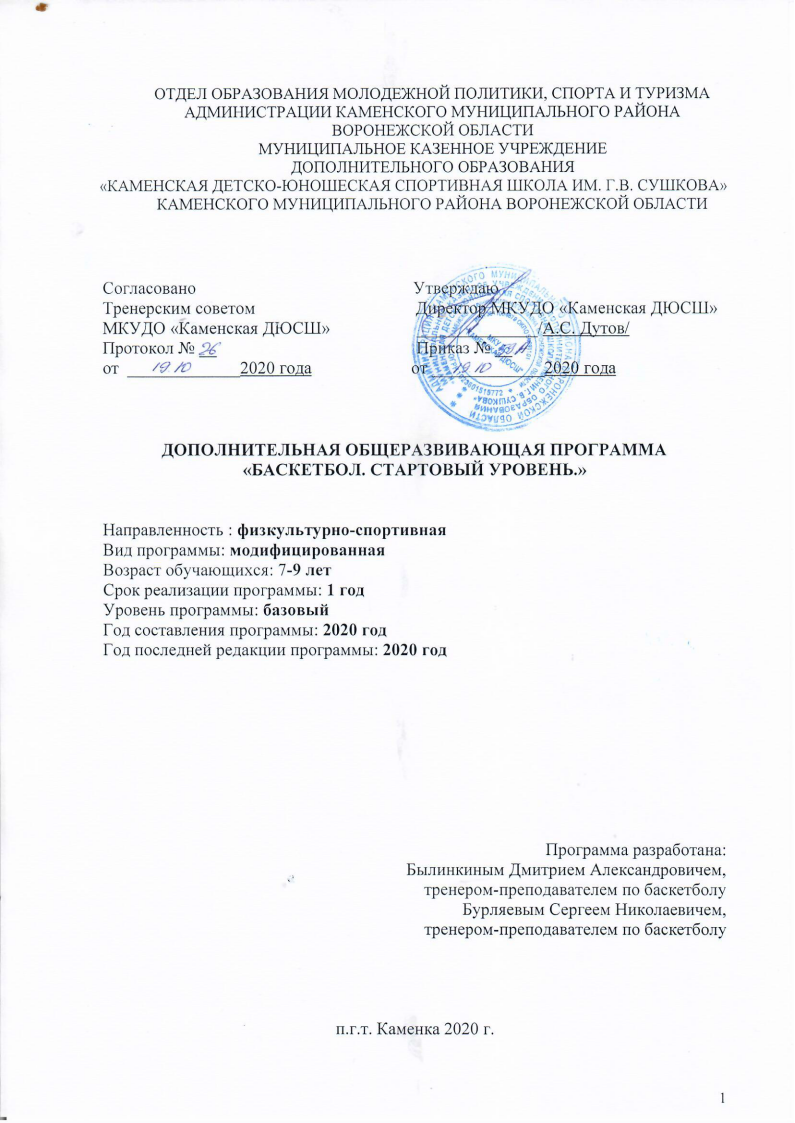 ОТДЕЛ ОБРАЗОВАНИЯ МОЛОДЕЖНОЙ ПОЛИТИКИ, СПОРТА И ТУРИЗМА
АДМИНИСТРАЦИИ КАМЕНСКОГО МУНИЦИПАЛЬНОГО РАЙОНА
ВОРОНЕЖСКОЙ ОБЛАСТИ
МУНИЦИПАЛЬНОЕ КАЗЕННОЕ УЧРЕЖДЕНИЕ
ДОПОЛНИТЕЛЬНОГО ОБРАЗОВАНИЯ
«КАМЕНСКАЯ ДЕТСКО-ЮНОШЕСКАЯ СПОРТИВНАЯ ШКОЛА ИМ. Г.В. СУШКОВА»
КАМЕНСКОГО МУНИЦИПАЛЬНОГО РАЙОНА ВОРОНЕЖСКОЙ ОБЛАСТИ
Согласовано Утверждаю
Тренерским советом Директор МКУДО «Каменская ДЮСШ»
МКУДО «Каменская ДЮСШ» /А.С. Дутов/
Протокол № 26 Приказ №
от 19.10 2020 года от 19.10 2020 года
ДОПОЛНИТЕЛЬНАЯ ОБЩЕРАЗВИВАЮЩАЯ ПРОГРАММА
«БАСКЕТБОЛ. СТАРТОВЫЙ УРОВЕНЬ.»
Направленность : физкультурно-спортивная
Вид программы: модифицированная
Возраст обучающихся: 7-9 лет
Срок реализации программы: 1 год
Уровень программы: базовый
Год составления программы: 2020 год
Год последней редакции программы: 2020 год
Программа разработана:
Былинкиным Дмитрием Александровичем,
тренером-преподавателем по баскетболу
Бурляевым Сергеем Николаевичем,
тренером-преподавателем по баскетболу
п.г.т. Каменка 2020 г.
1